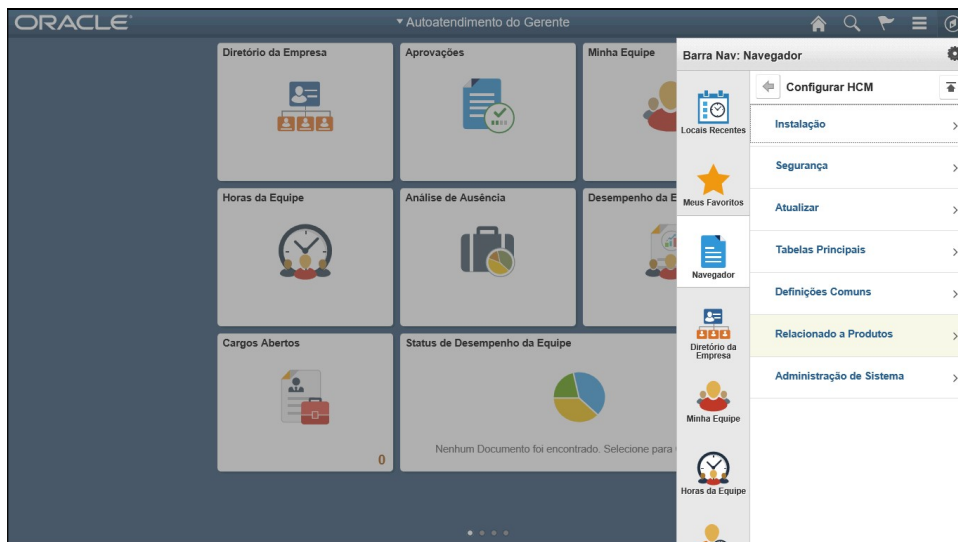 ORACLE
Autoatendimento do Gerente
Diretório da Empresa
Aprovações
Minha Equipe
Horas da Equipe
Análise de Ausência
Desempenho da E
Cargos Abertos
0
Status de Desempenho da Equipe
Nenhum Documento foi encontrado. Selecione para
Barra Nav: Navegador
Locais Recentes
Meus Favoritos
Navegador
Diretório da
Empresa
Minha Equipe
Horas da Equipe
Configurar HCM
Instalação
Segurança
Atualizar
Tabelas Principais
Definições Comuns
Relacionado a Produtos
Administração de Sistema